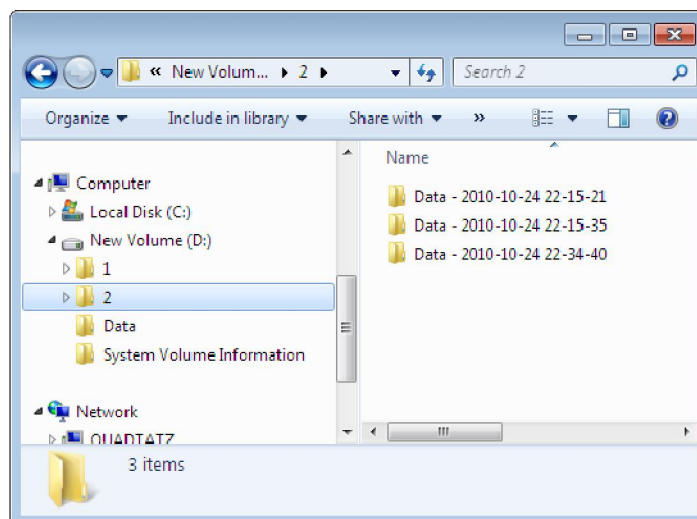 « New Volum... ▸ 2 ▸
Search 2
Organize
Include in library
Share with
»
Computer
Local Disk (C:)
New Volume (D:)
1
2
Data
System Volume Information
Network
QUADTATZ
Name
Data - 2010-10-24 22-15-21
Data - 2010-10-24 22-15-35
Data - 2010-10-24 22-34-40
3 items